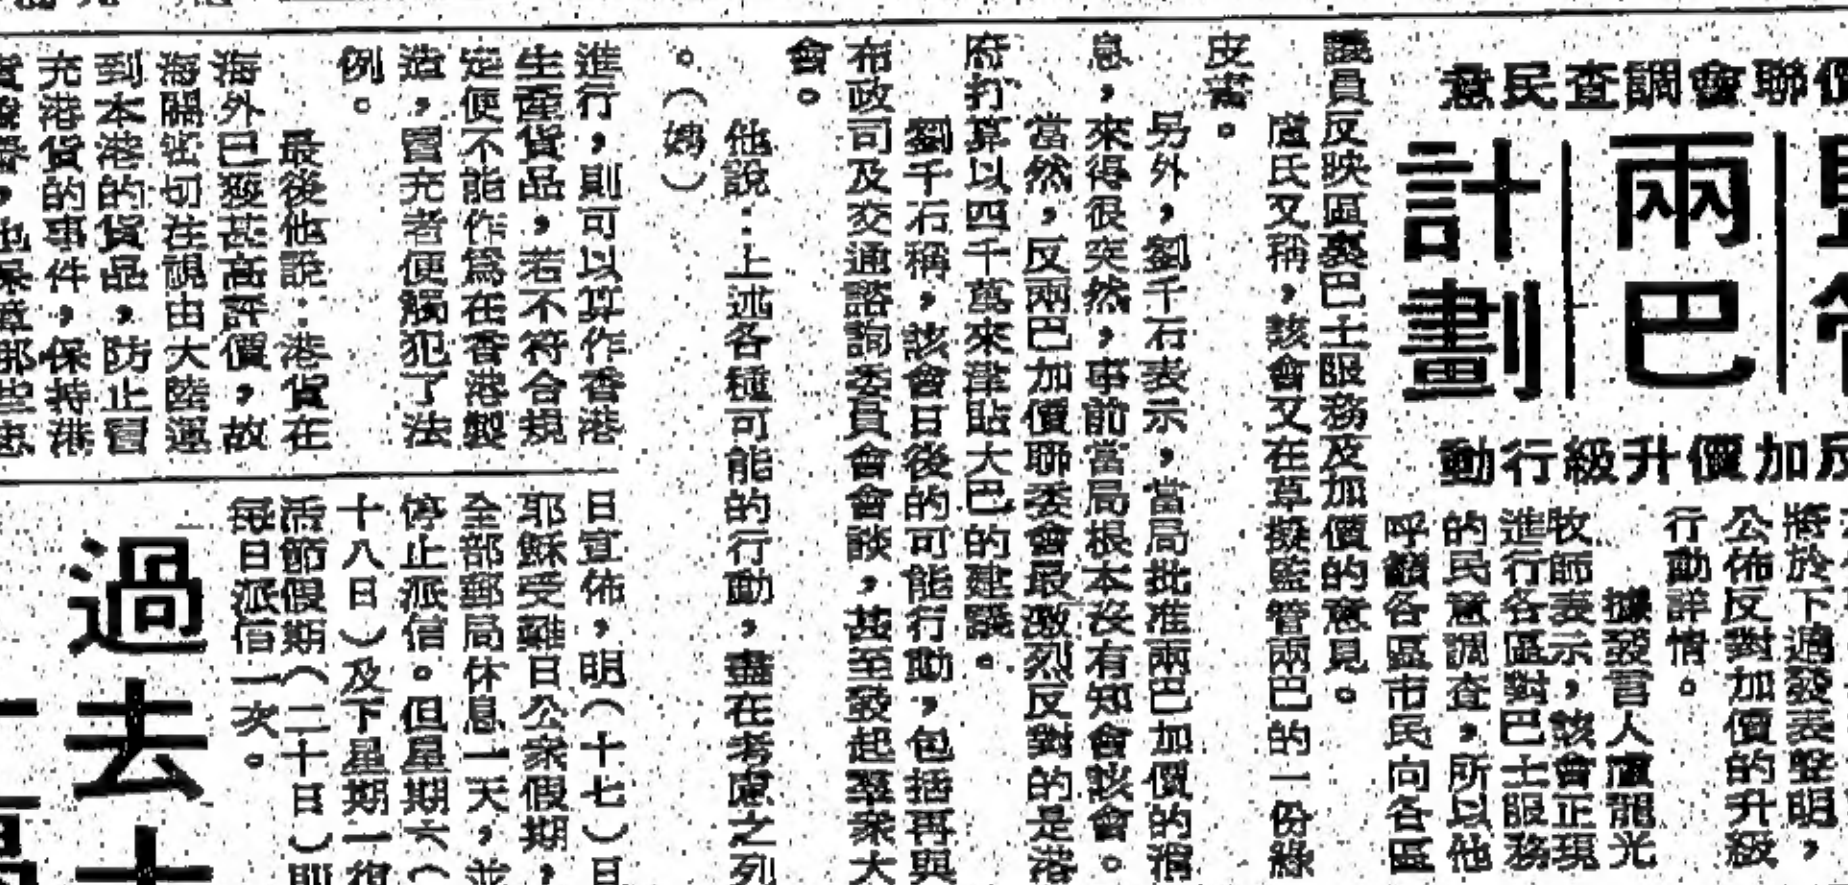 聯會調查民意
兩巴
計劃
加價升級行動
將於下週發表聲明，
公佈反對加價的升級
行動詳情。
據發言人盧龍光
牧師表示，該會正現
進行各區對巴士服務
的民意調查，所以他
呼籲各區市民向各區
議員反映區裏巴士服務及加價的意見。
盧氏又稱，該會又在草擬監管兩巴的一份綠
皮書。
另外，劉千石表示，當局批准兩巴加價的消
息，來得很突然，事前當局根本沒有知會該會。
當然，反兩巴加價聯委會最激烈反對的是港
府打算以四千萬來津貼大巴的建議。
劉千石稱，該會日後的可能行動，包括再與
布政司及交通諮詢委員會會談，甚至發起羣衆大
會。
他說：上述各種可能的行動，盡在考慮之列
。（嫣）
進行，則可以算作香港
生產貨品，若不符合規
定便不能作爲在香港製
造，冒充者便觸犯了法
例。
最後他說：港貨在
海外已獲甚高評價，故
海關密切注視由大陸運
到本港的貨品，防止冒
充港貨的事件，保持港
日宣佈，明（十七）日
耶穌受難日公衆假期，
全部郵局休息一天，並
停止派信。但星期六（
十八日）及下星期一復
活節假期（二十日）則
每日派信一次。
過去